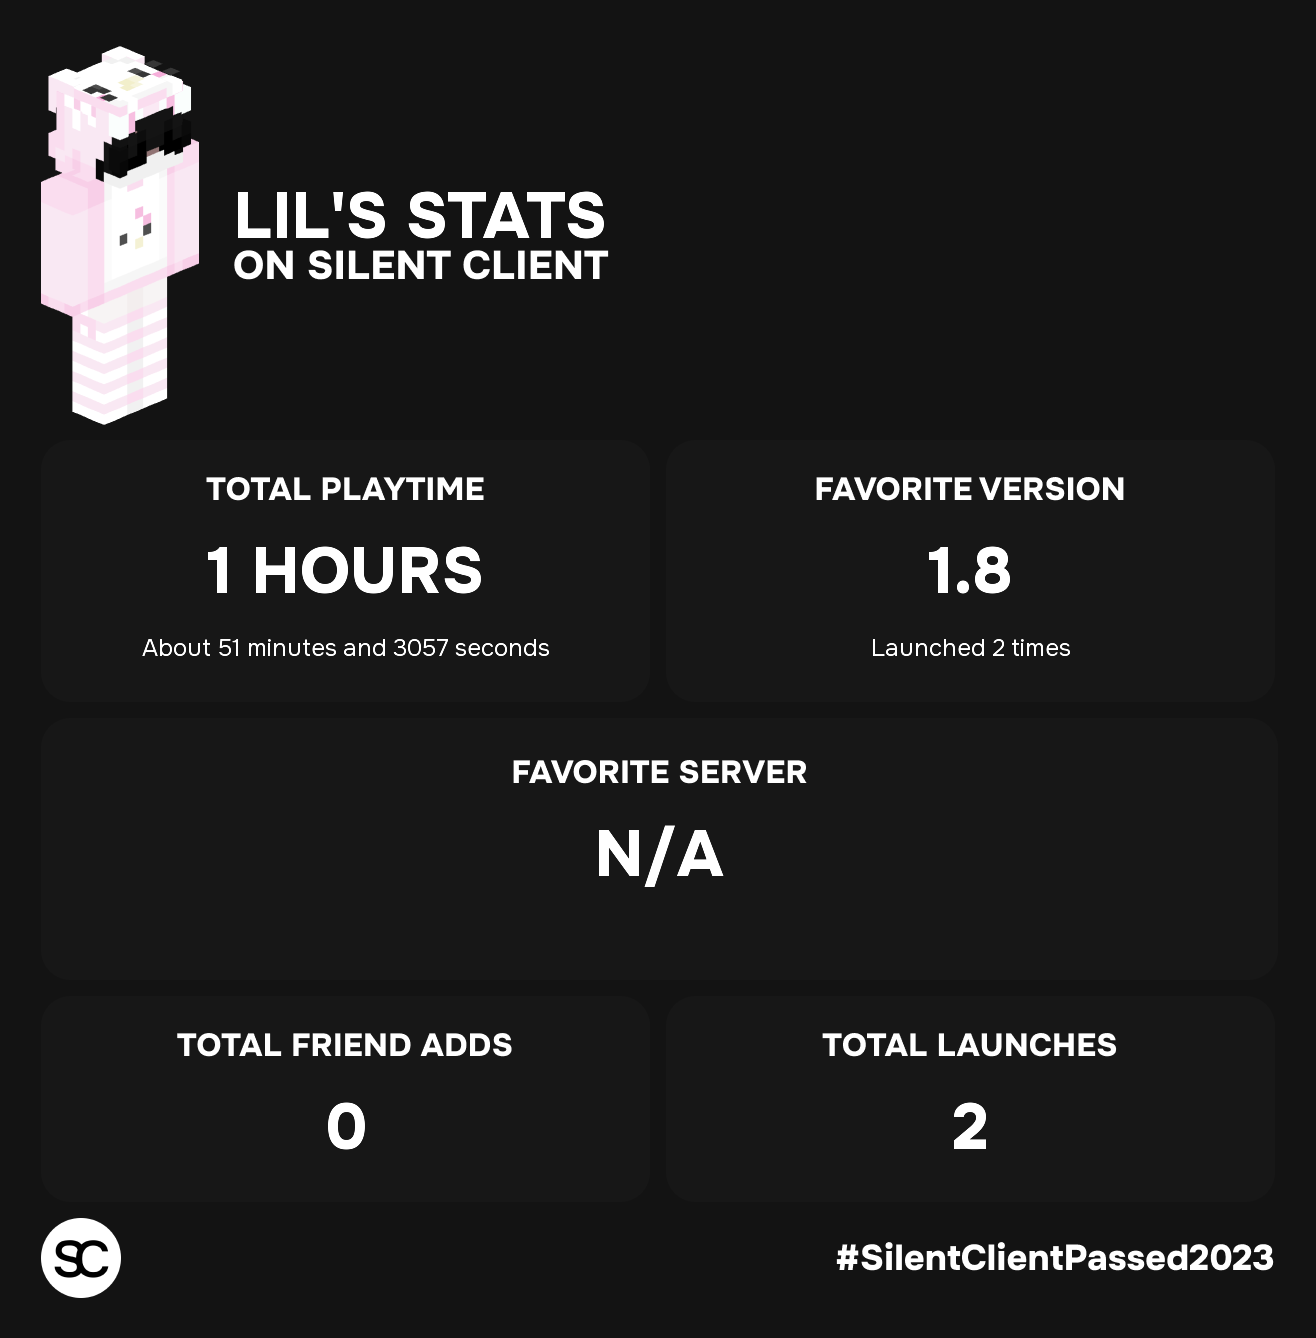 LIL'S STATS
ON SILENT CLIENT
TOTAL PLAYTIME
1 HOURS
About 51 minutes and 3057 seconds
FAVORITE VERSION
1.8
Launched 2 times
FAVORITE SERVER
N/A
TOTAL FRIEND ADDS
0
TOTAL LAUNCHES
2
SC
#SilentClientPassed2023